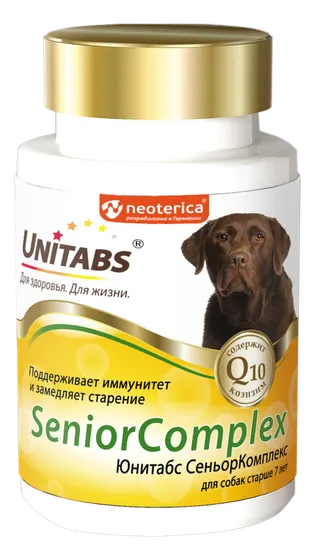 neoterica®
разработано в Германии
UNITABS®
Для здоровья. Для жизни.
содержит
Q10
коэнзим
Поддерживает иммунитет
и замедляет старение
SeniorComplex
Юнитабс СеньорКомплекс
для собак старше 7 лет